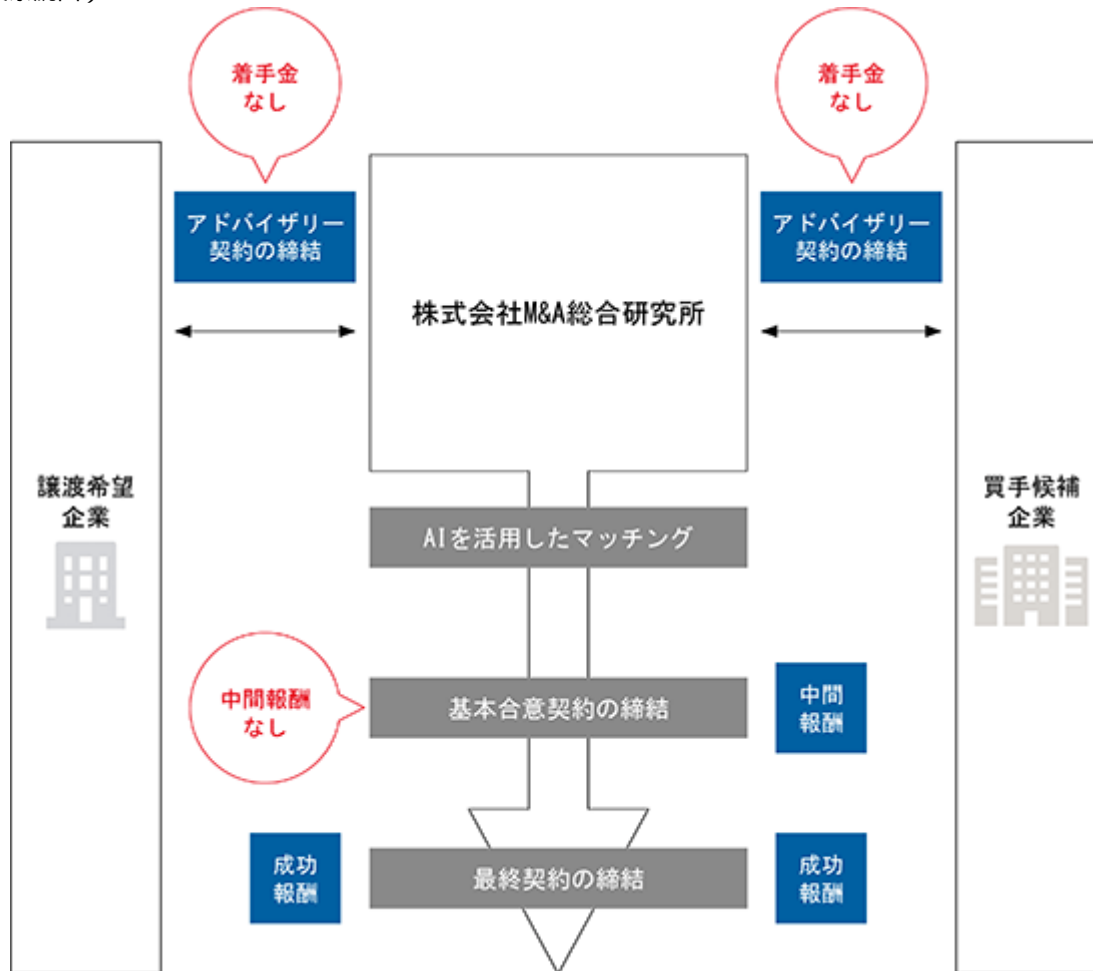 着手金
なし
着手金
なし
アドバイザリー
契約の締結
アドバイザリー
契約の締結
株式会社M&A総合研究所
譲渡希望
企業
買手候補
企業
AIを活用したマッチング
中間報酬
なし
基本合意契約の締結
中間
報酬
成功
報酬
最終契約の締結
成功
報酬